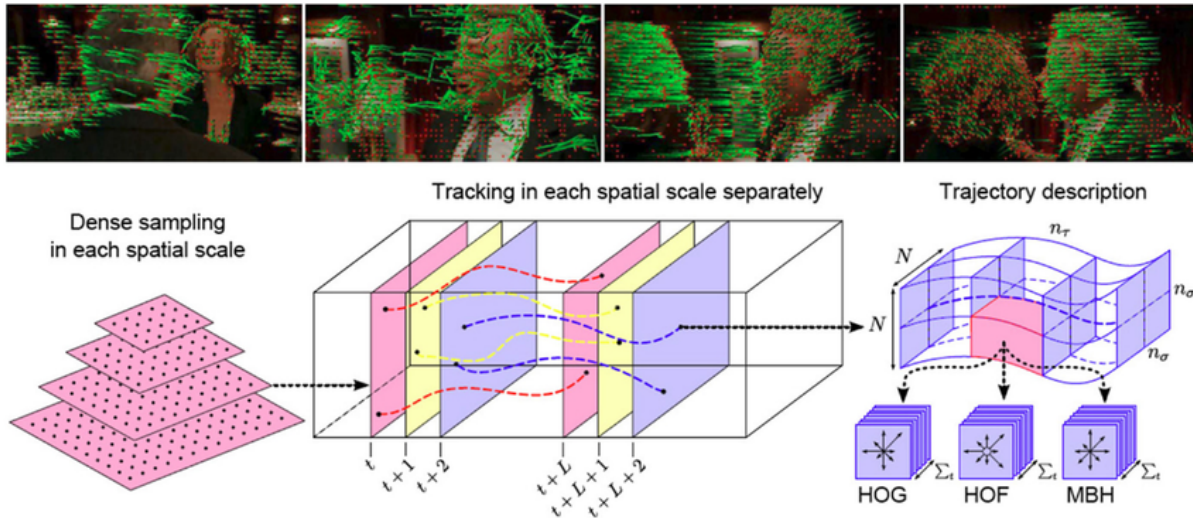 Dense sampling
in each spatial scale
Tracking in each spatial scale separately
t
t + 1
t + 2
t + L
t + L + 1
t + L + 2
Trajectory description
N
N
n_τ
n_σ
n_σ
Σ_t
Σ_t
Σ_t
HOG
HOF
MBH